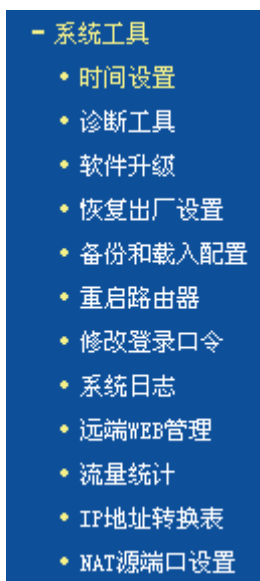 - 系统工具
• 时间设置
• 诊断工具
• 软件升级
• 恢复出厂设置
• 备份和载入配置
• 重启路由器
• 修改登录口令
• 系统日志
• 远端WEB管理
• 流量统计
• IP地址转换表
• NAT源端口设置